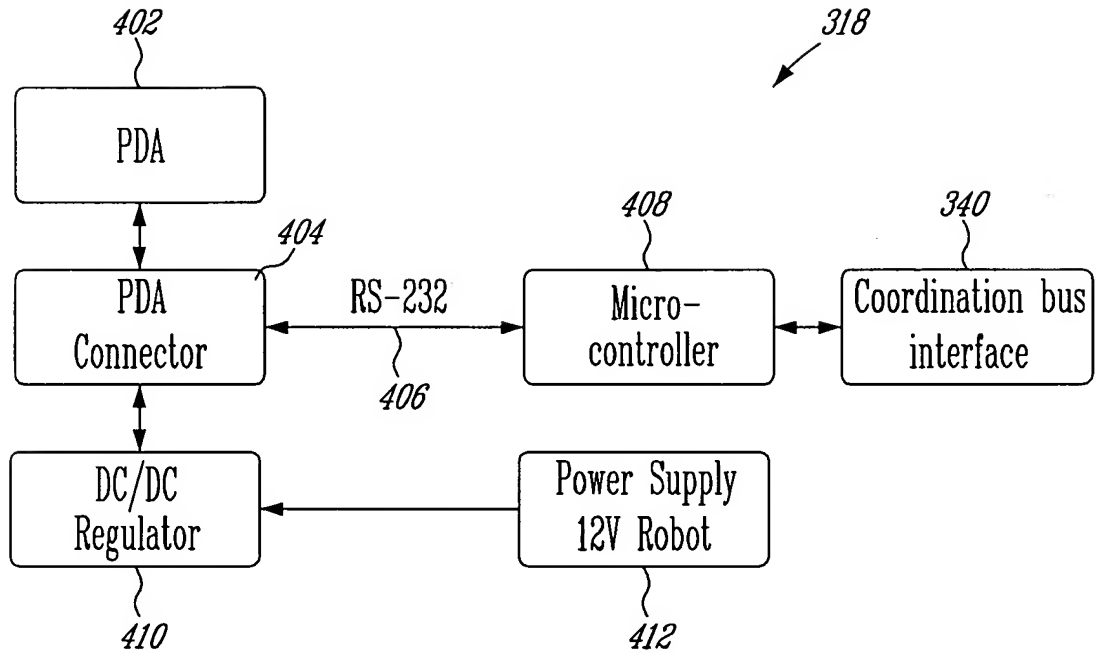 402
318
PDA
404
408
340
PDA
Connector
RS-232
406
Micro-
controller
Coordination bus
interface
DC/DC
Regulator
Power Supply
12V Robot
410
412